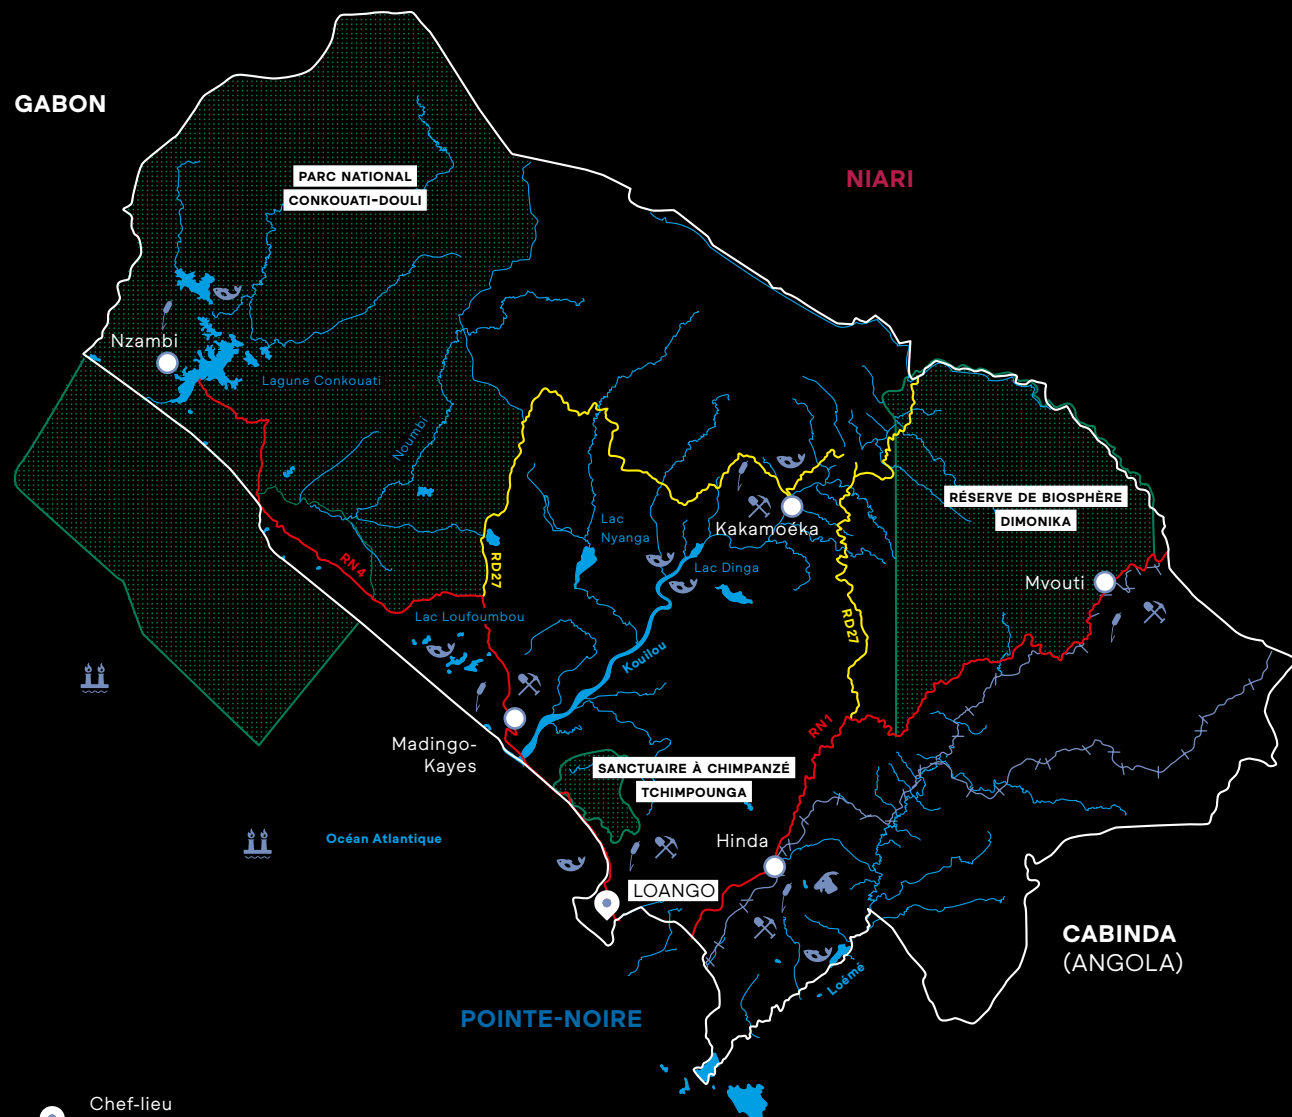 GABON
NIARI
PARC NATIONAL
CONKOUATI-DOULI
Nzambi
Lagune Conkouati
Noumbi
RÉSERVE DE BIOSPHÈRE
DIMONIKA
Lac
Nyanga
Kakamoéka
RN4
RD27
Lac Dinga
Mvouti
Lac Loufoumbou
RD27
Kouilou
Madingo-
Kayes
RN1
SANCTUAIRE À CHIMPANZÉ
TCHIMPOUNGA
Océan Atlantique
Hinda
LOANGO
CABINDA
(ANGOLA)
Loémé
POINTE-NOIRE
Chef-lieu